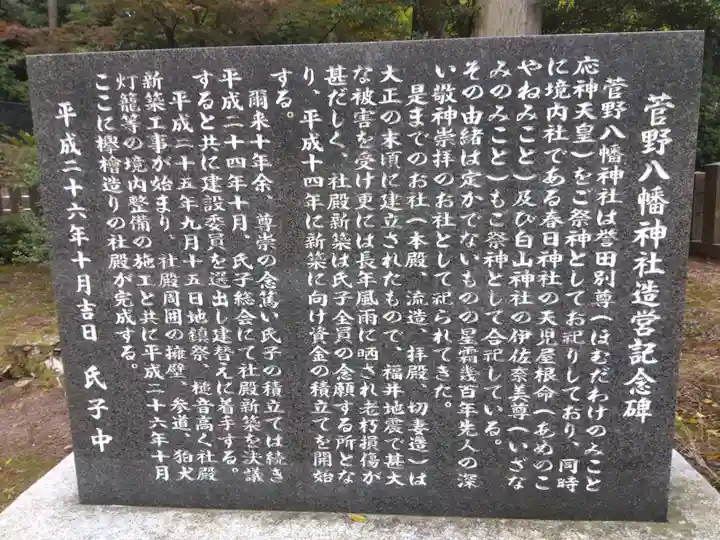 菅野八幡神社造営記念碑
菅野八幡神社は誉田別尊(ほむだわけのみこと
応神天皇)をご祭神としてお祀りしており、同時
に境内社である春日神社の天児屋根命(あめのこ
やねみこと)及び白山神社の伊佐奈美尊(いざな
みのみこと)もご祭神として合祀している。
その由緒は定かでないものの星霜幾百年先人の深
い敬神崇拝のお社として祀られてきた。
是までのお社(本殿、流造、拝殿、切妻造)は
大正の末頃に建立されたもので、福井地震で甚大
な被害を受け更には長年風雨に晒され老朽損傷が
甚だしく、社殿新築は氏子全員の念願する所とな
り、平成十四年に新築に向け資金の積立てを開始
する。
爾来十年余、尊崇の念篤い氏子の積立ては続き
平成二十四年十月、氏子総会にて社殿新築を決議
すると共に建設委員を選出し建替えに着手する。
平成二十五年九月十五日地鎮祭、槌音高く社殿
新築工事が始まり、社殿周囲の擁壁、参道、狛犬
灯籠等の境内整備の施工と共に平成二十六年十月
ここに欅檜造りの社殿が完成する。
平成二十六年十月吉日 氏子中